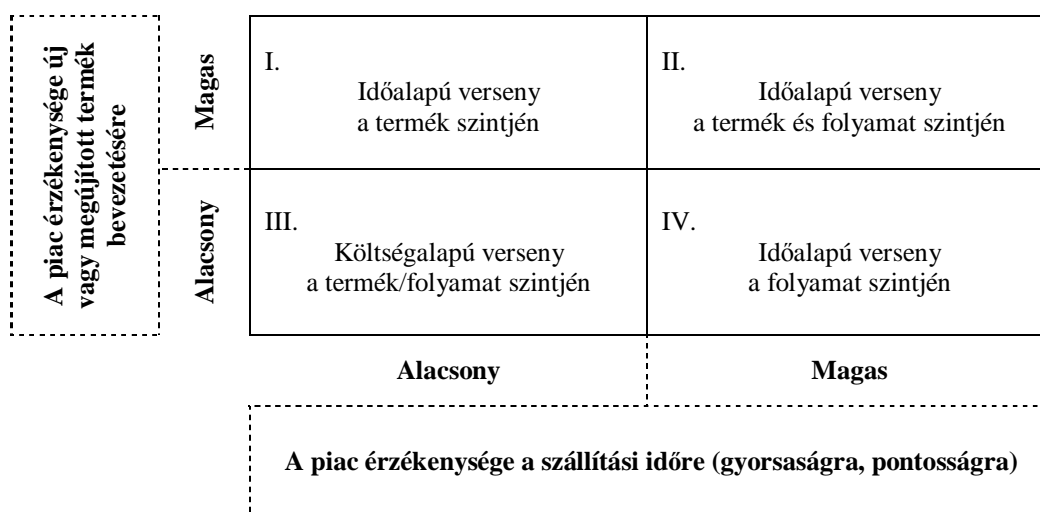 A piac érzékenysége új
vagy megújított termék
bevezetésére
Magas
I.
Időalapú verseny
a termék szintjén
II.
Időalapú verseny
a termék és folyamat szintjén
Alacsony
III.
Költségalapú verseny
a termék/folyamat szintjén
IV.
Időalapú verseny
a folyamat szintjén
Alacsony
Magas
A piac érzékenysége a szállítási időre (gyorsaságra, pontosságra)